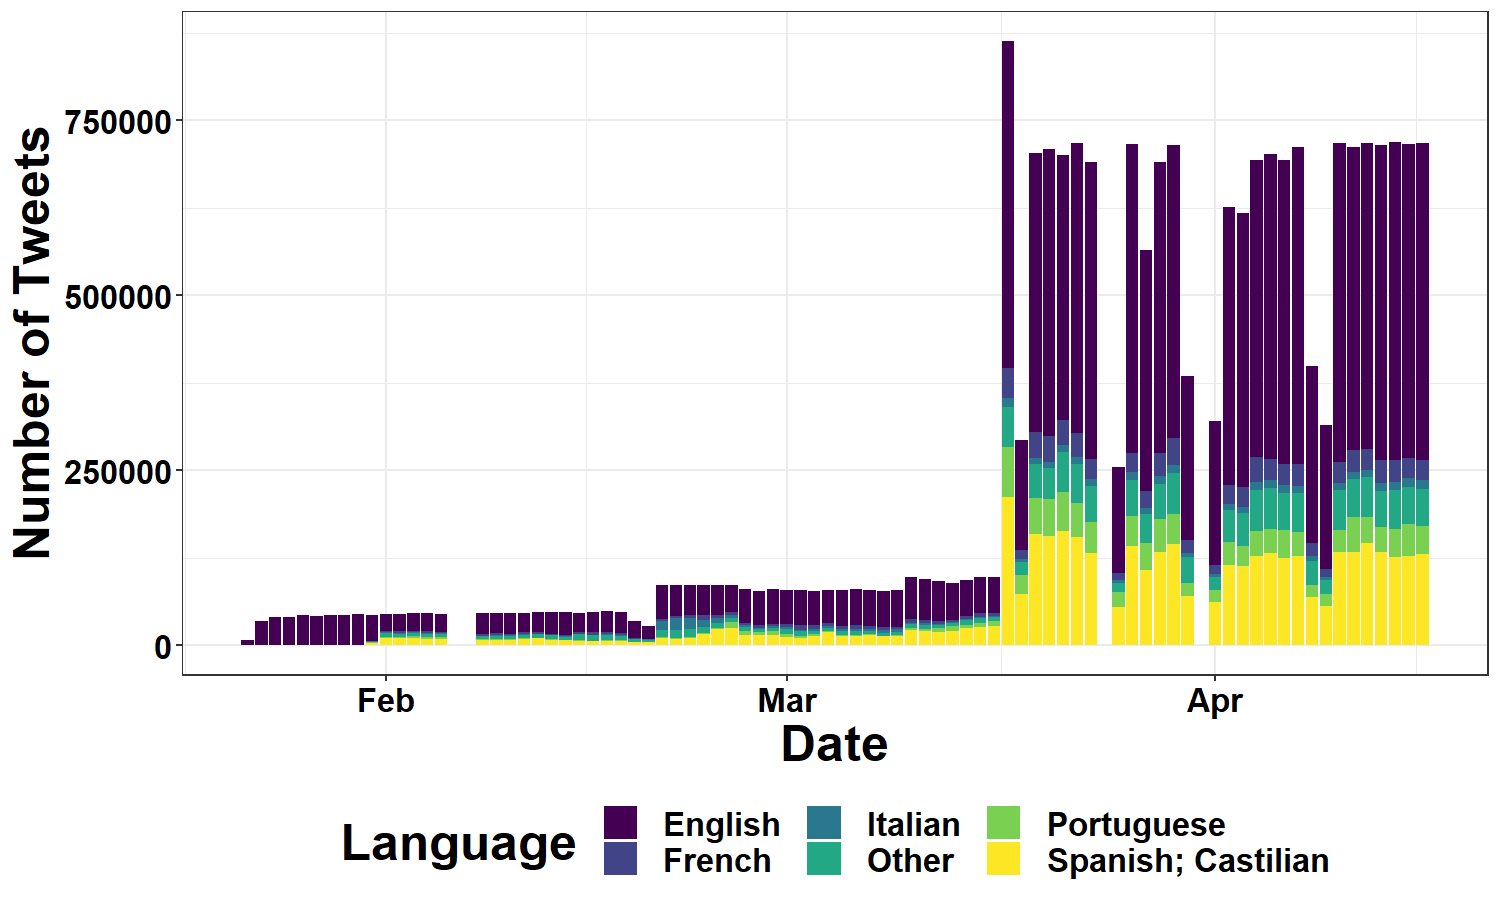 Number of Tweets
750000
500000
250000
0
Feb Mar Apr
Date
Language
English Italian Portuguese
French Other Spanish; Castilian